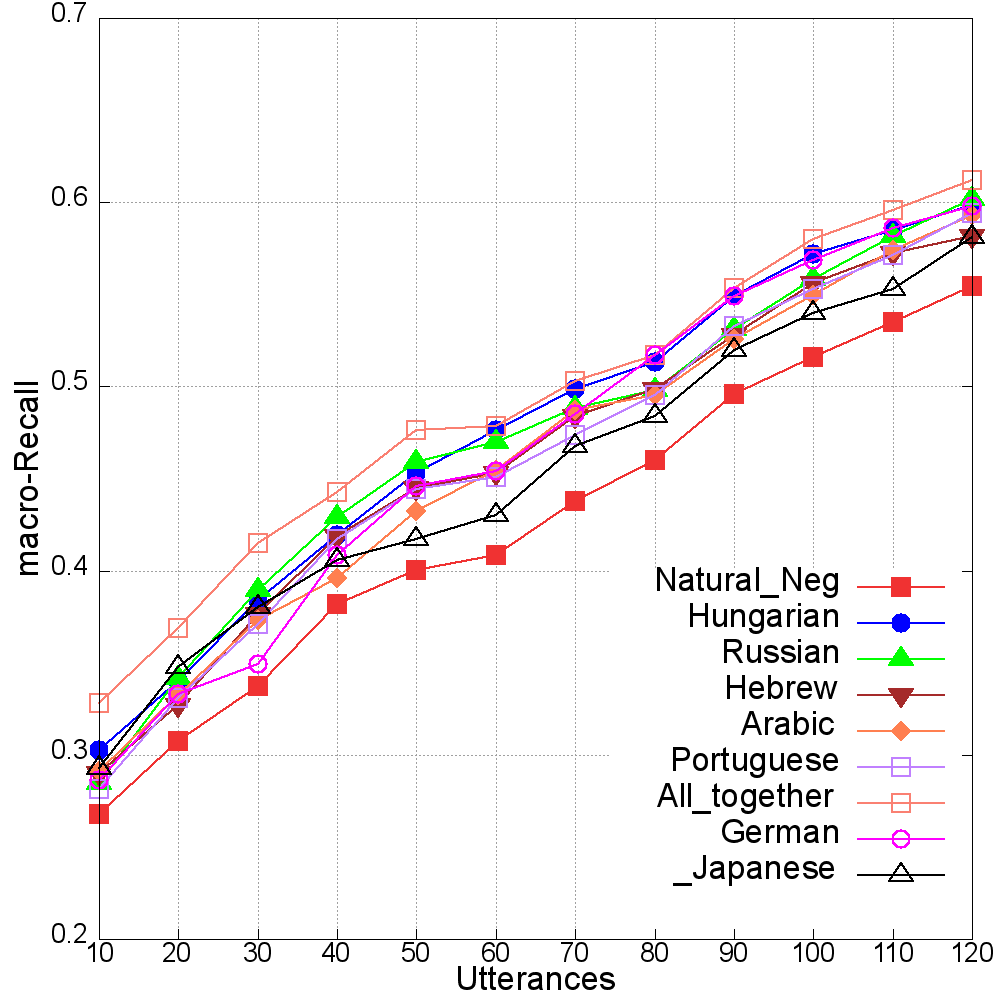 0.7
0.6
0.5
0.4
0.3
0.2
macro-Recall
Natural_Neg
Hungarian
Russian
Hebrew
Arabic
Portuguese
All_together
German
_Japanese
10 20 30 40 50 60 70 80 90 100 110 120
Utterances